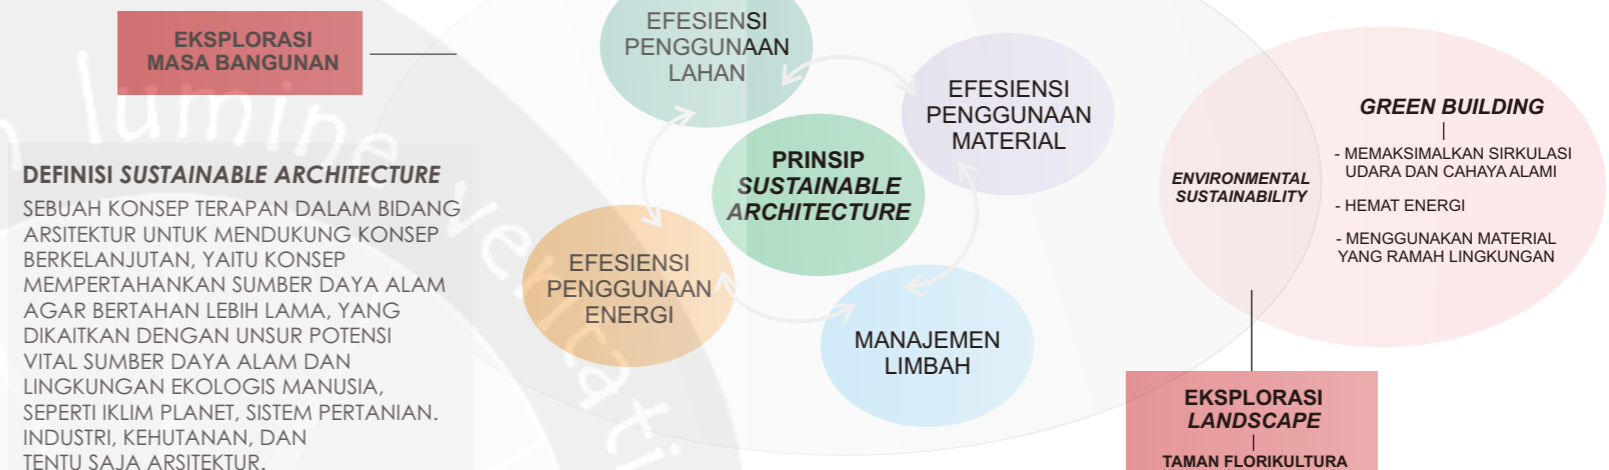 EKSPLORASI
MASA BANGUNAN
DEFINISI SUSTAINABLE ARCHITECTURE
SEBUAH KONSEP TERAPAN DALAM BIDANG
ARSITEKTUR UNTUK MENDUKUNG KONSEP
BERKELANJUTAN, YAITU KONSEP
MEMPERTAHANKAN SUMBER DAYA ALAM
AGAR BERTAHAN LEBIH LAMA, YANG
DIKAITKAN DENGAN UNSUR POTENSI
VITAL SUMBER DAYA ALAM DAN
LINGKUNGAN EKOLOGIS MANUSIA,
SEPERTI IKLIM PLANET, SISTEM PERTANIAN.
INDUSTRI, KEHUTANAN, DAN
TENTU SAJA ARSITEKTUR.
EFESIENSI
PENGGUNAAN
LAHAN
EFESIENSI
PENGGUNAAN
MATERIAL
PRINSIP
SUSTAINABLE
ARCHITECTURE
EFESIENSI
PENGGUNAAN
ENERGI
MANAJEMEN
LIMBAH
ENVIRONMENTAL
SUSTAINABILITY
GREEN BUILDING
- MEMAKSIMALKAN SIRKULASI
UDARA DAN CAHAYA ALAMI
- HEMAT ENERGI
- MENGGUNAKAN MATERIAL
YANG RAMAH LINGKUNGAN
EKSPLORASI
LANDSCAPE
TAMAN FLORIKULTURA
lumine veritati